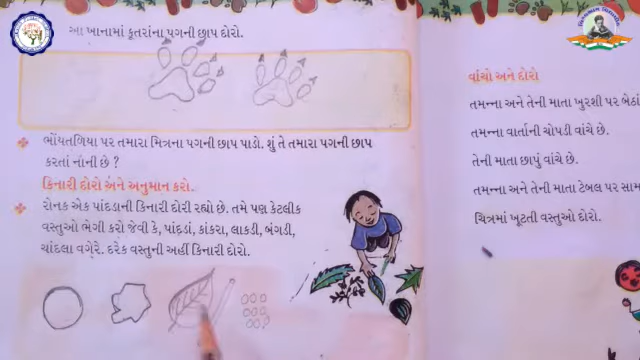 આ ખાનામાં કૂતરાંના પગની છાપ દોરો.
ભોંયતળિયા પર તમારા મિત્રના પગની છાપ પાડો. શું તે તમારા પગની છાપ
કરતાં નાની છે ?
કિનારી દોરો અને અનુમાન કરો.
રોનક એક પાંદડાની કિનારી દોરી રહ્યો છે. તમે પણ કેટલીક
વસ્તુઓ ભેગી કરો જેવી કે, પાંદડાં, કાંકરા, લાકડી, બંગડી,
ચાંદલા વગેરે. દરેક વસ્તુની અહીં કિનારી દોરો.
વાંચો અને દોરો
તમન્ના અને તેની માતા ખુરશી પર બેઠાં
તમન્ના વાર્તાની ચોપડી વાંચે છે.
તેની માતા છાપું વાંચે છે.
તમન્ના અને તેની માતા ટેબલ પર સામ
ચિત્રમાં ખૂટતી વસ્તુઓ દોરો.